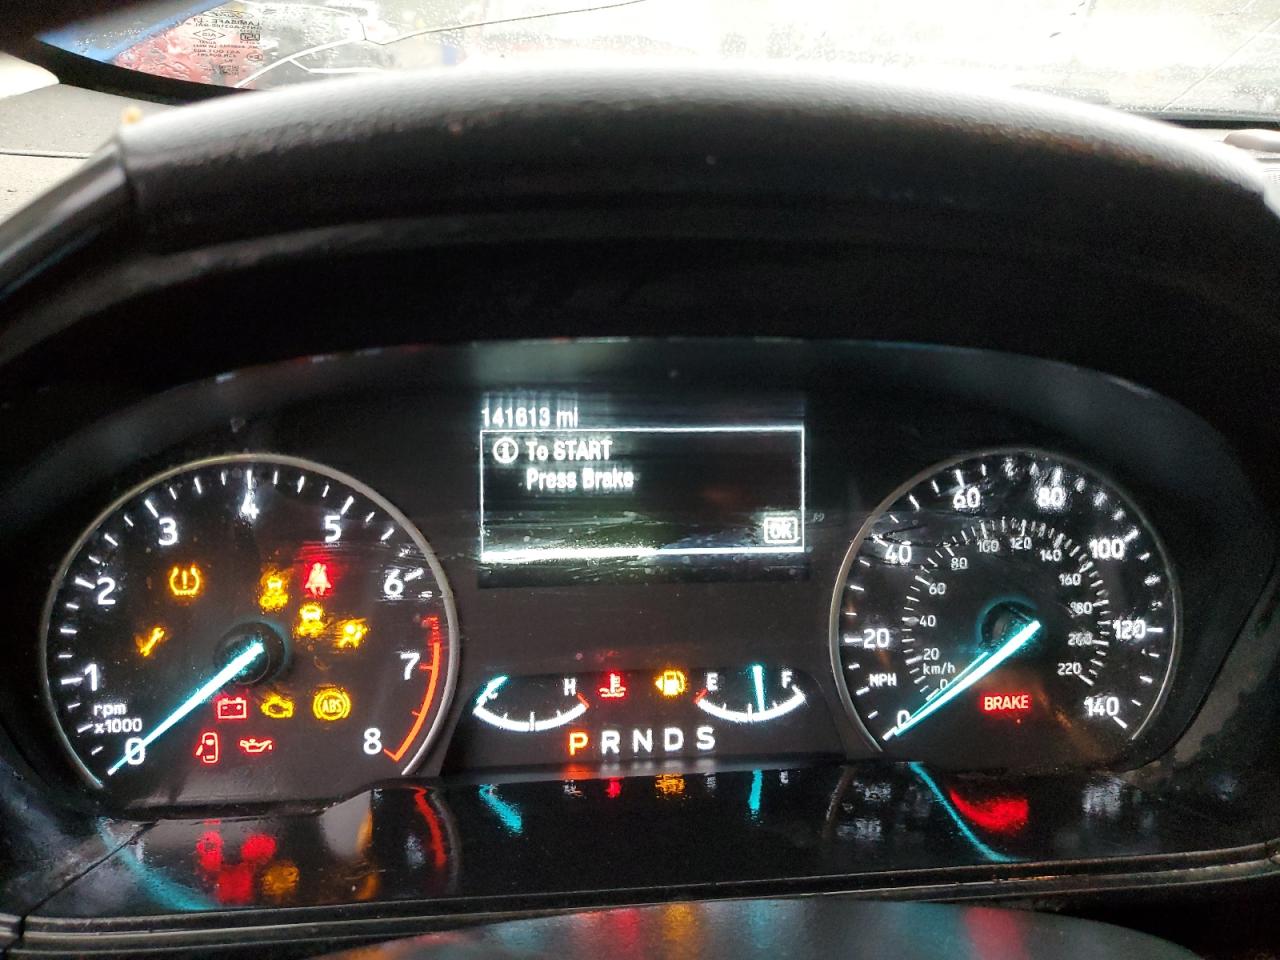 Ford
141613 mi
To START
Press Brake
OK
0 1 2 3 4 5 6 7 8
rpm
x1000
ABS
C H E F
P R N D S
0 20 40 60 80 100 120 140
MPH
0 20 40 60 80 100 120 140 160 180 200 220
km/h
BRAKE